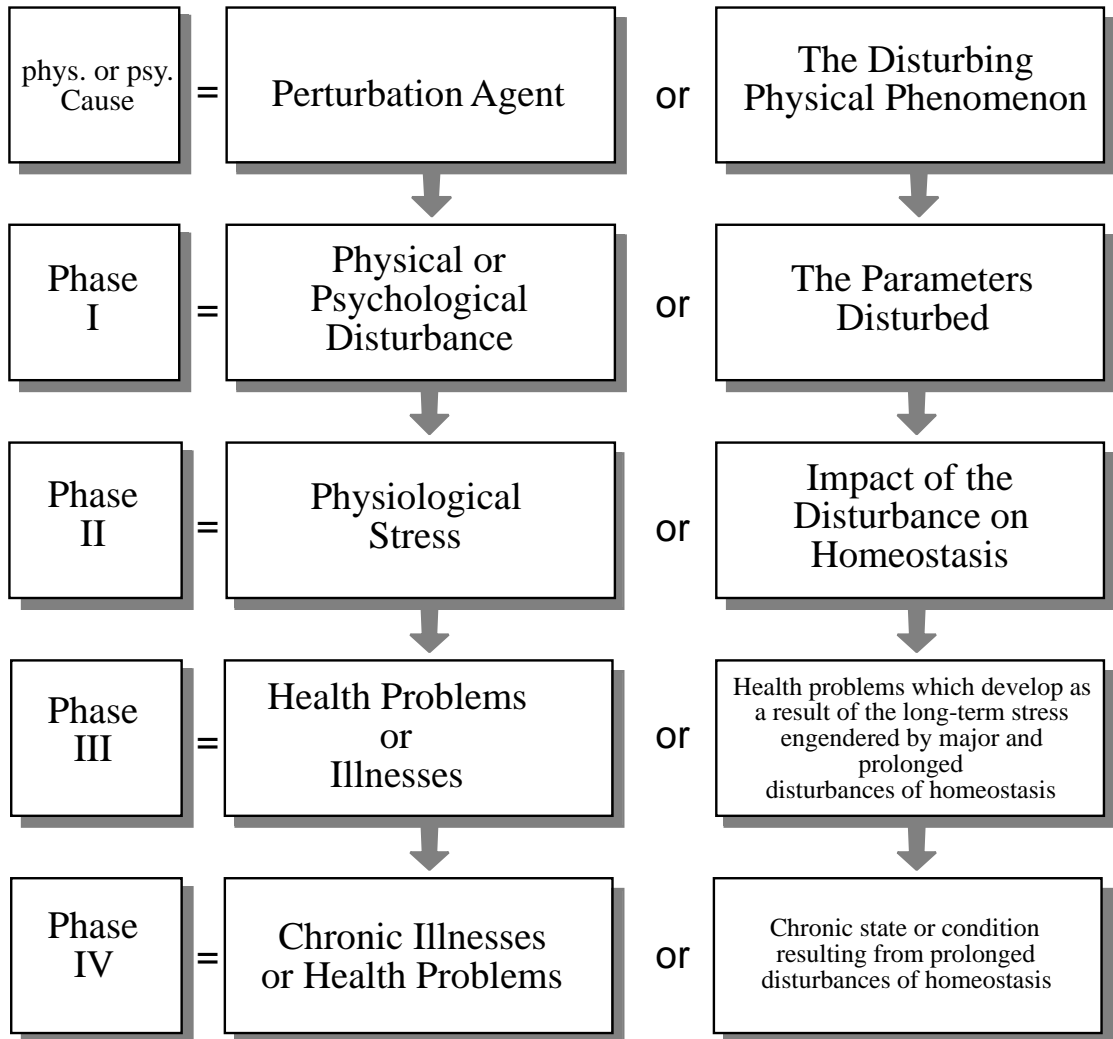 phys. or psy.
Cause
=
Perturbation Agent
or
The Disturbing
Physical Phenomenon
Phase
I
=
Physical or
Psychological
Disturbance
or
The Parameters
Disturbed
Phase
II
=
Physiological
Stress
or
Impact of the
Disturbance on
Homeostasis
Phase
III
=
Health Problems
or
Illnesses
or
Health problems which develop as
a result of the long-term stress
engendered by major and
prolonged
disturbances of homeostasis
Phase
IV
=
Chronic Illnesses
or Health Problems
or
Chronic state or condition
resulting from prolonged
disturbances of homeostasis